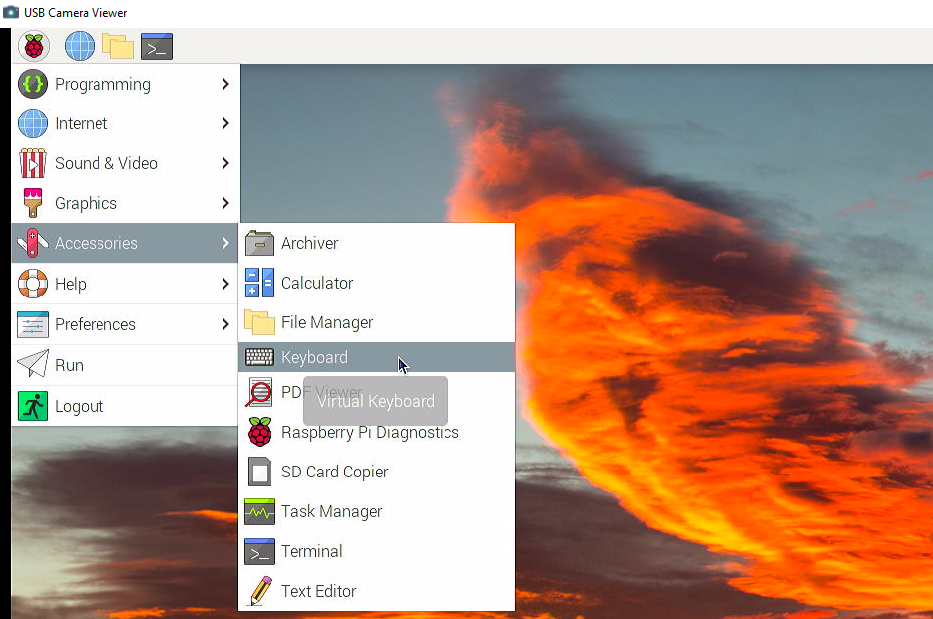 USB Camera Viewer
>_
Programming
Internet
Sound & Video
Graphics
Accessories
Help
Preferences
Run
Logout
Archiver
Calculator
File Manager
Keyboard
PDF Viewer
Virtual Keyboard
Raspberry Pi Diagnostics
SD Card Copier
Task Manager
>_
Terminal
Text Editor